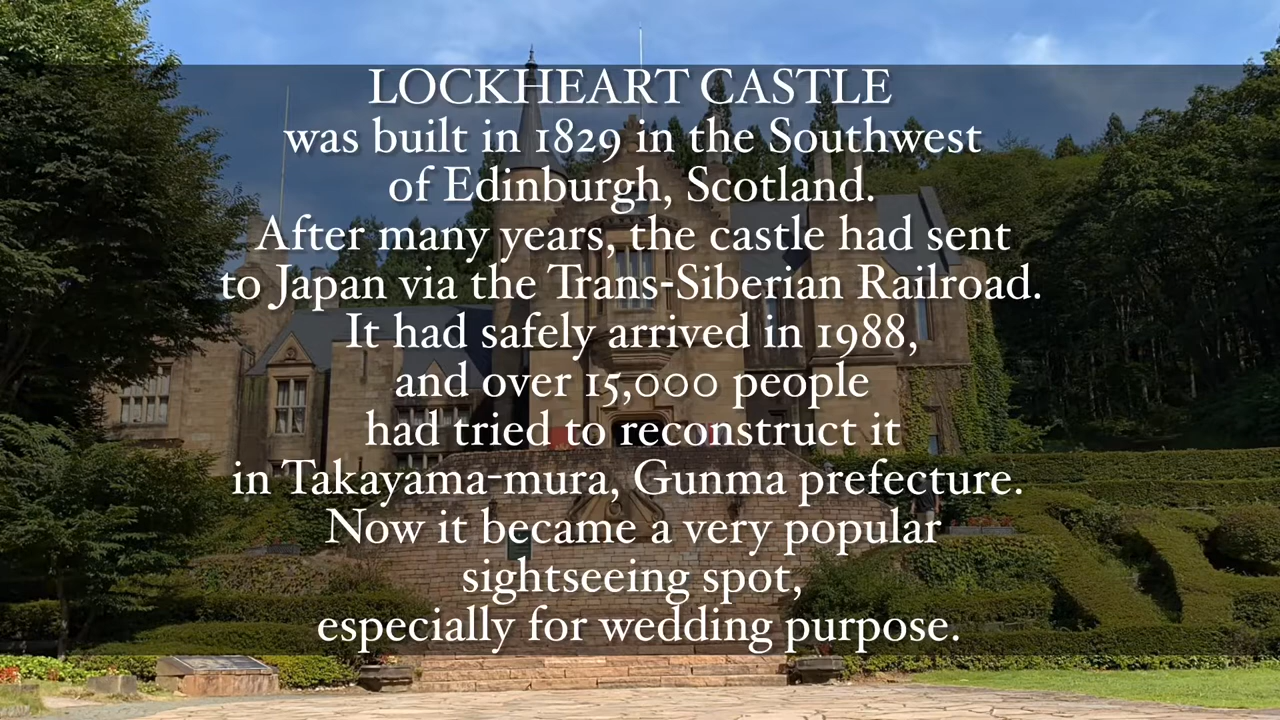 LOCKHEART CASTLE
was built in 1829 in the Southwest
of Edinburgh, Scotland.
After many years, the castle had sent
to Japan via the Trans-Siberian Railroad.
It had safely arrived in 1988,
and over 15,000 people
had tried to reconstruct it
in Takayama-mura, Gunma prefecture.
Now it became a very popular
sightseeing spot,
especially for wedding purpose.